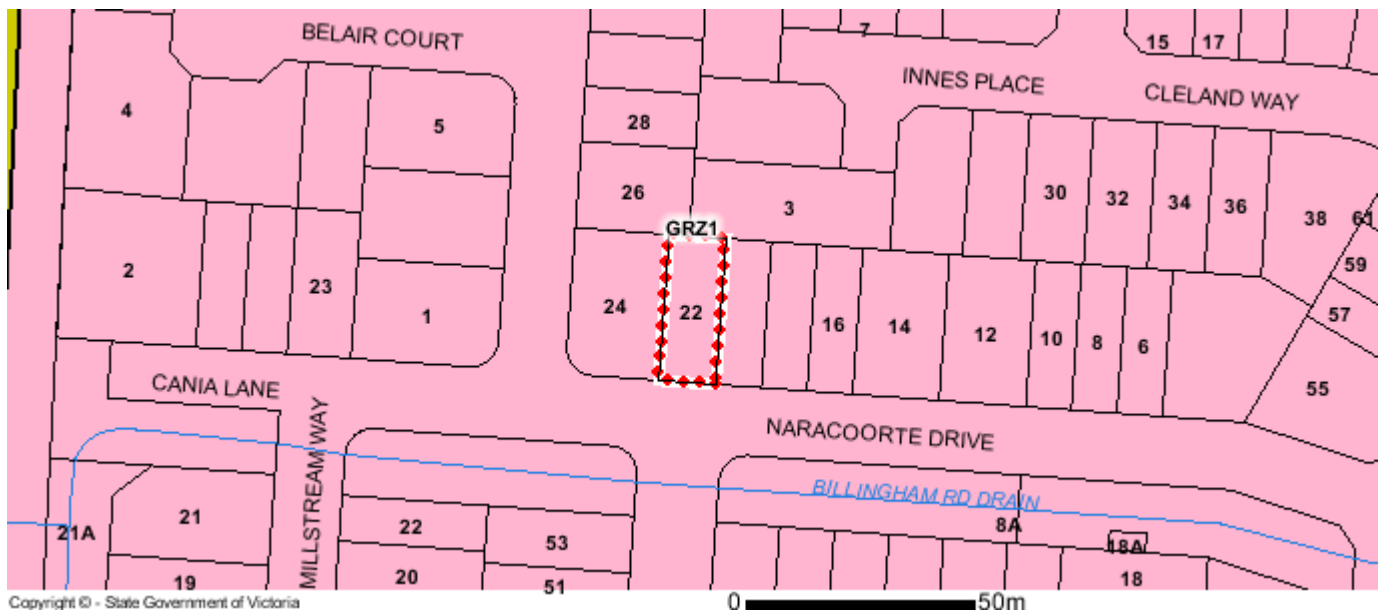 BELAIR COURT
7
15
17
INNES PLACE
CLELAND WAY
4
5
28
26
3
30
32
34
36
38
61
59
57
55
GRZ1
2
23
1
24
22
16
14
12
10
8
6
CANIA LANE
MILLSTREAM WAY
NARACOORTE DRIVE
BILLINGHAM RD DRAIN
21A
21
19
22
20
53
51
8A
18A
18
Copyright © - State Government of Victoria
0
50m